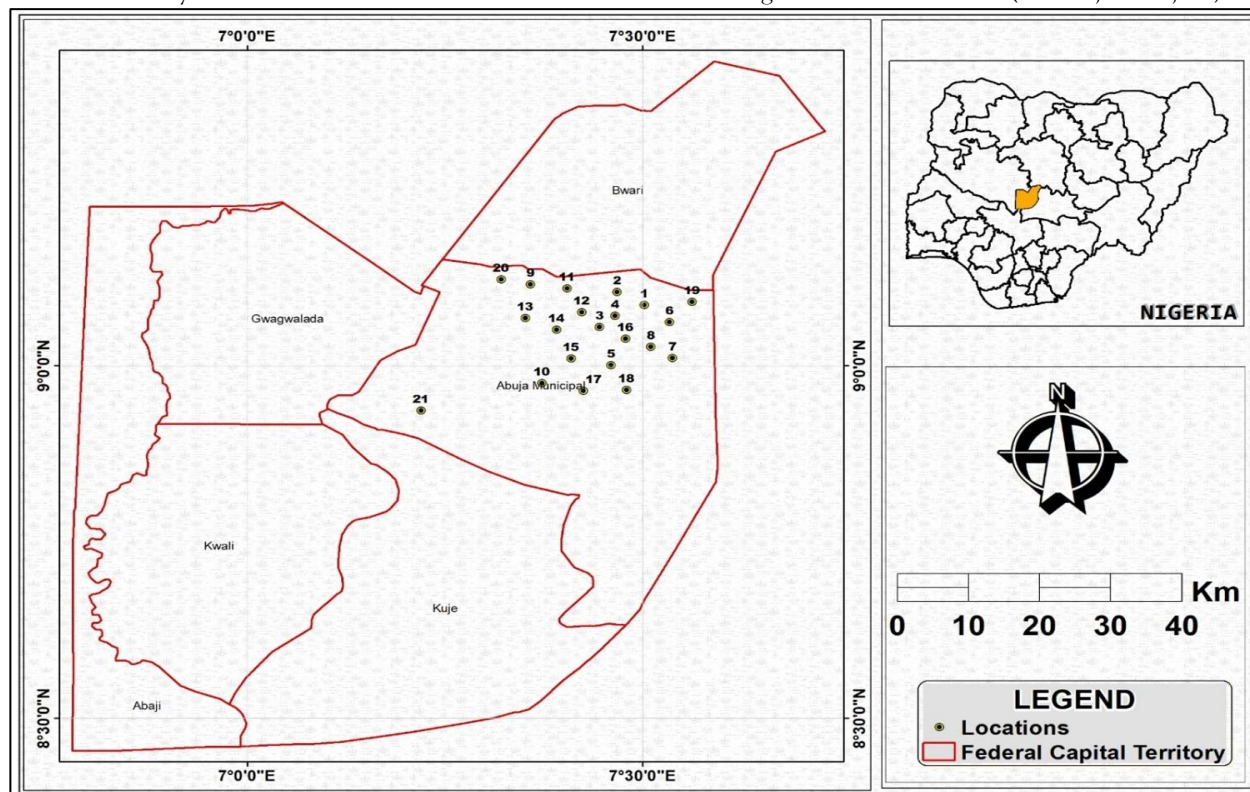 7°0'0"E 7°30'0"E
Bwari
20 9 11 2 1 19
13 12 4 6
14 3 16 8 7
15 5
10 17 18
21
Gwagwalada
Abuja Municipal
9°0'0"N 9°0'0"N
Kwali
Kuje
Abaji
8°30'0"N 8°30'0"N
7°0'0"E 7°30'0"E
NIGERIA
N
Km
0 10 20 30 40
LEGEND
Locations
Federal Capital Territory